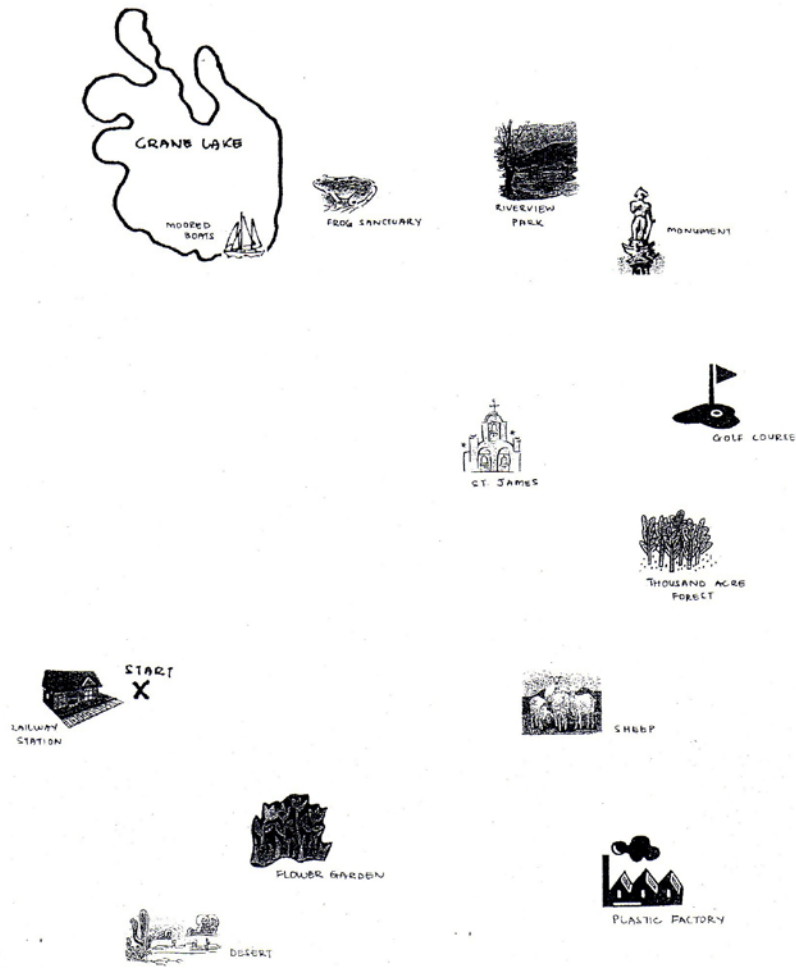 CRANE LAKE
MOORED
BOATS
FROG SANCTUARY
RIVERVIEW
PARK
MONUMENT
GOLF COURSE
ST. JAMES
THOUSAND ACRE
FOREST
START
X
RAILWAY
STATION
SHEEP
FLOWER GARDEN
PLASTIC FACTORY
DESERT